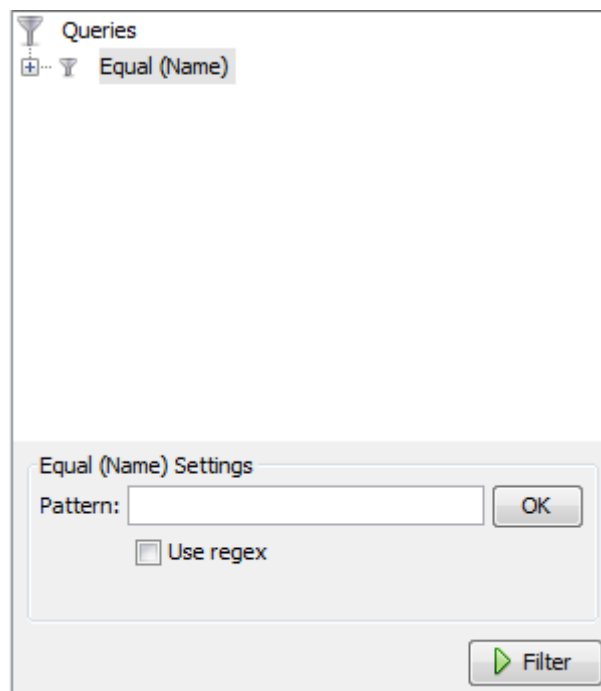 Queries
Equal (Name)
Equal (Name) Settings
Pattern: OK
Use regex
Filter